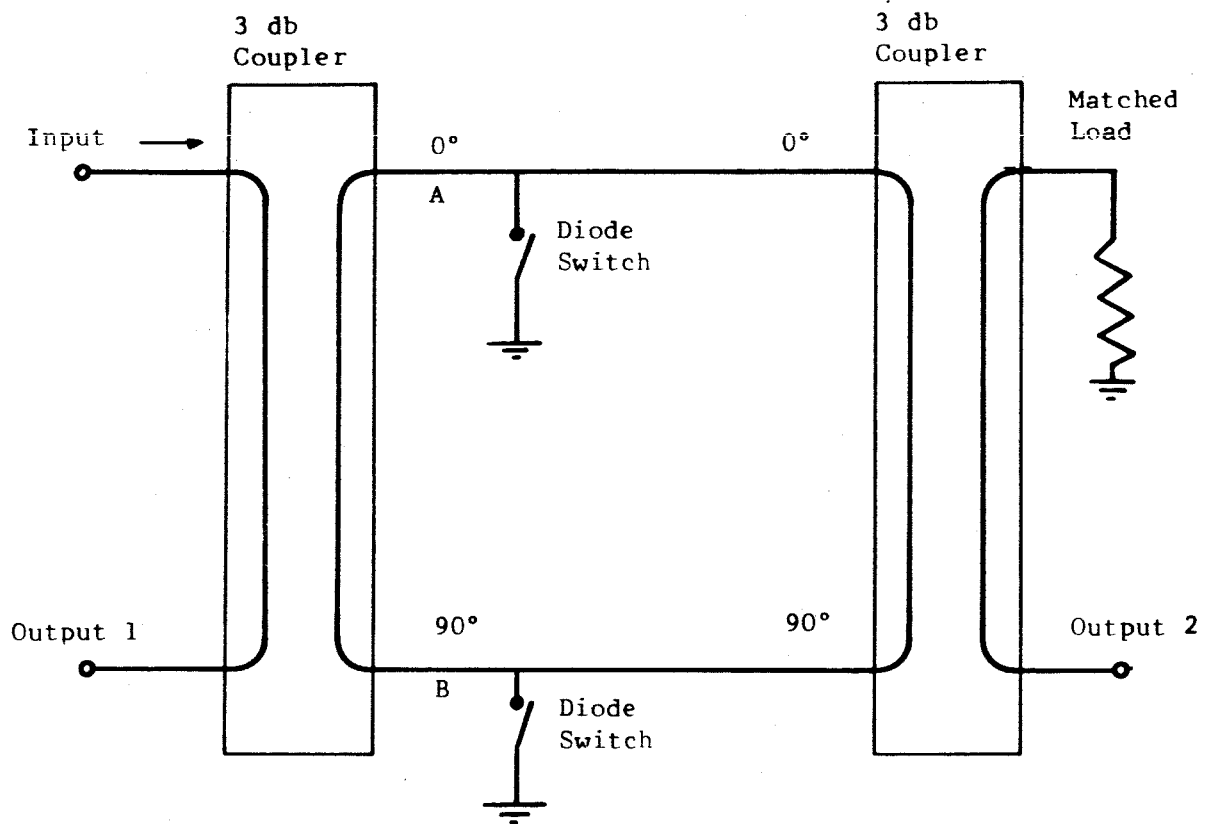 3 db
Coupler
3 db
Coupler
Matched
Load
Input
0°
0°
A
Diode
Switch
Output 1
90°
90°
Output 2
B
Diode
Switch